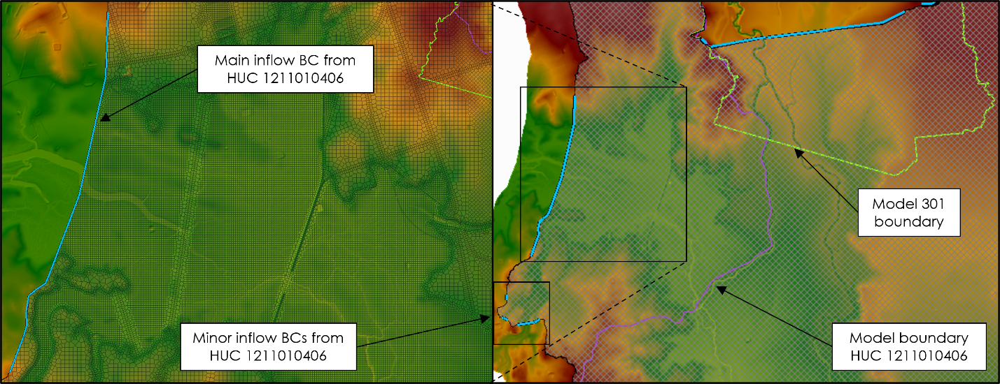 Main inflow BC from
HUC 1211010406
Minor inflow BCs from
HUC 1211010406
Model 301
boundary
Model boundary
HUC 1211010406